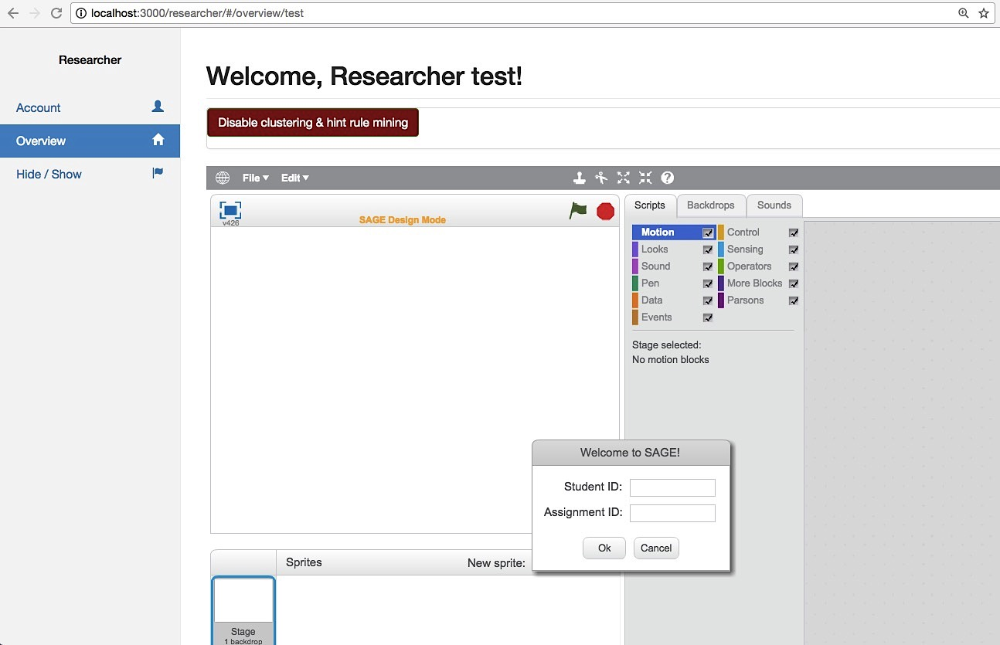 localhost:3000/researcher/#/overview/test
Researcher
Account
Overview
Hide / Show
Welcome, Researcher test!
Disable clustering & hint rule mining
File Edit
v426
SAGE Design Mode
Scripts Backdrops Sounds
Motion Control
Looks Sensing
Sound Operators
Pen More Blocks
Data Parsons
Events
Stage selected:
No motion blocks
Welcome to SAGE!
Student ID:
Assignment ID:
Ok Cancel
Sprites New sprite:
Stage
1 backdrop